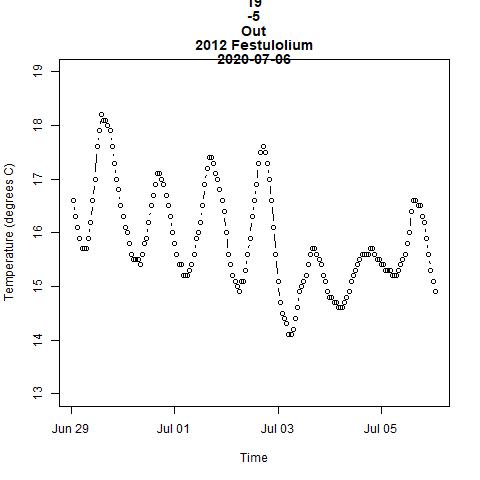 19
-5
Out
2012 Festulolium
2020-07-06
Temperature (degrees C)
19
18
17
16
15
14
13
Jun 29
Jul 01
Jul 03
Jul 05
Time